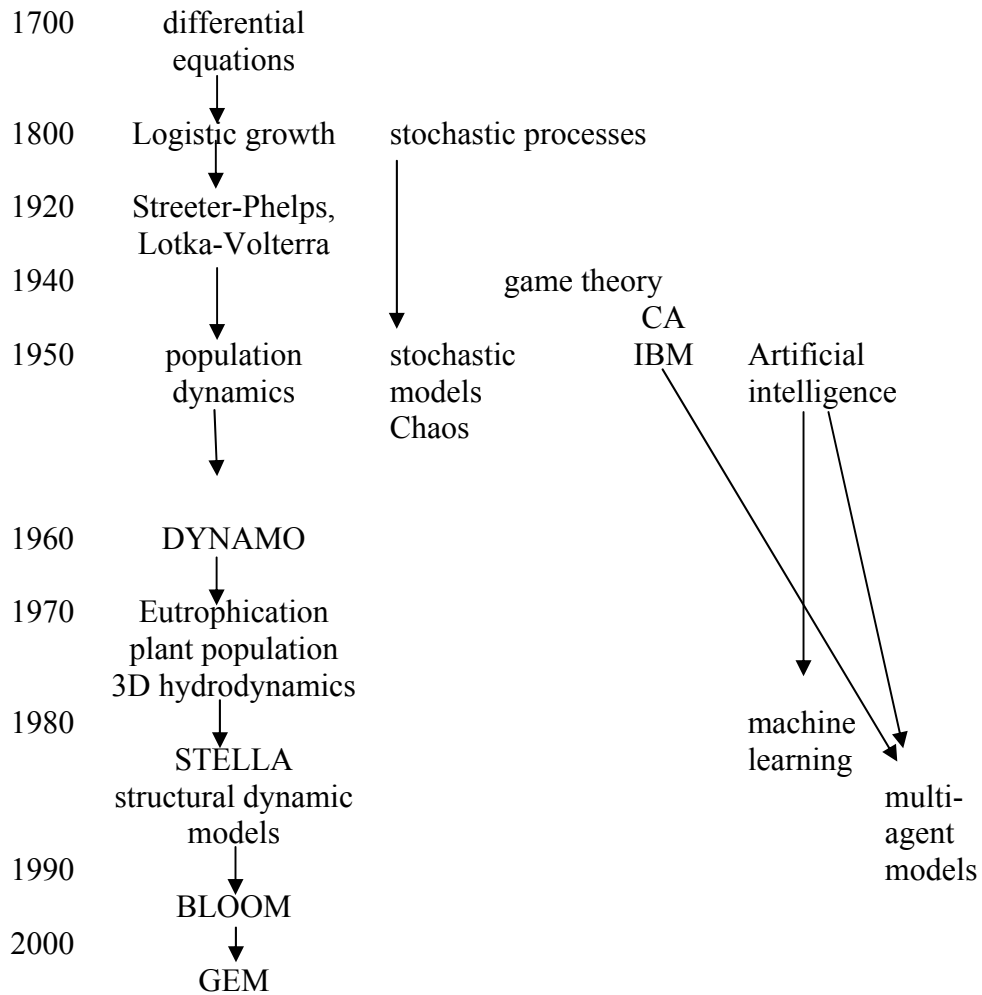 1700 differential
equations
1800 Logistic growth stochastic processes
1920 Streeter-Phelps,
Lotka-Volterra
1940 game theory
CA
1950 population stochastic IBM Artificial
dynamics models intelligence
Chaos
1960 DYNAMO
1970 Eutrophication
plant population
3D hydrodynamics
1980 machine
STELLA learning
structural dynamic multi-
models agent
1990 models
BLOOM
2000
GEM